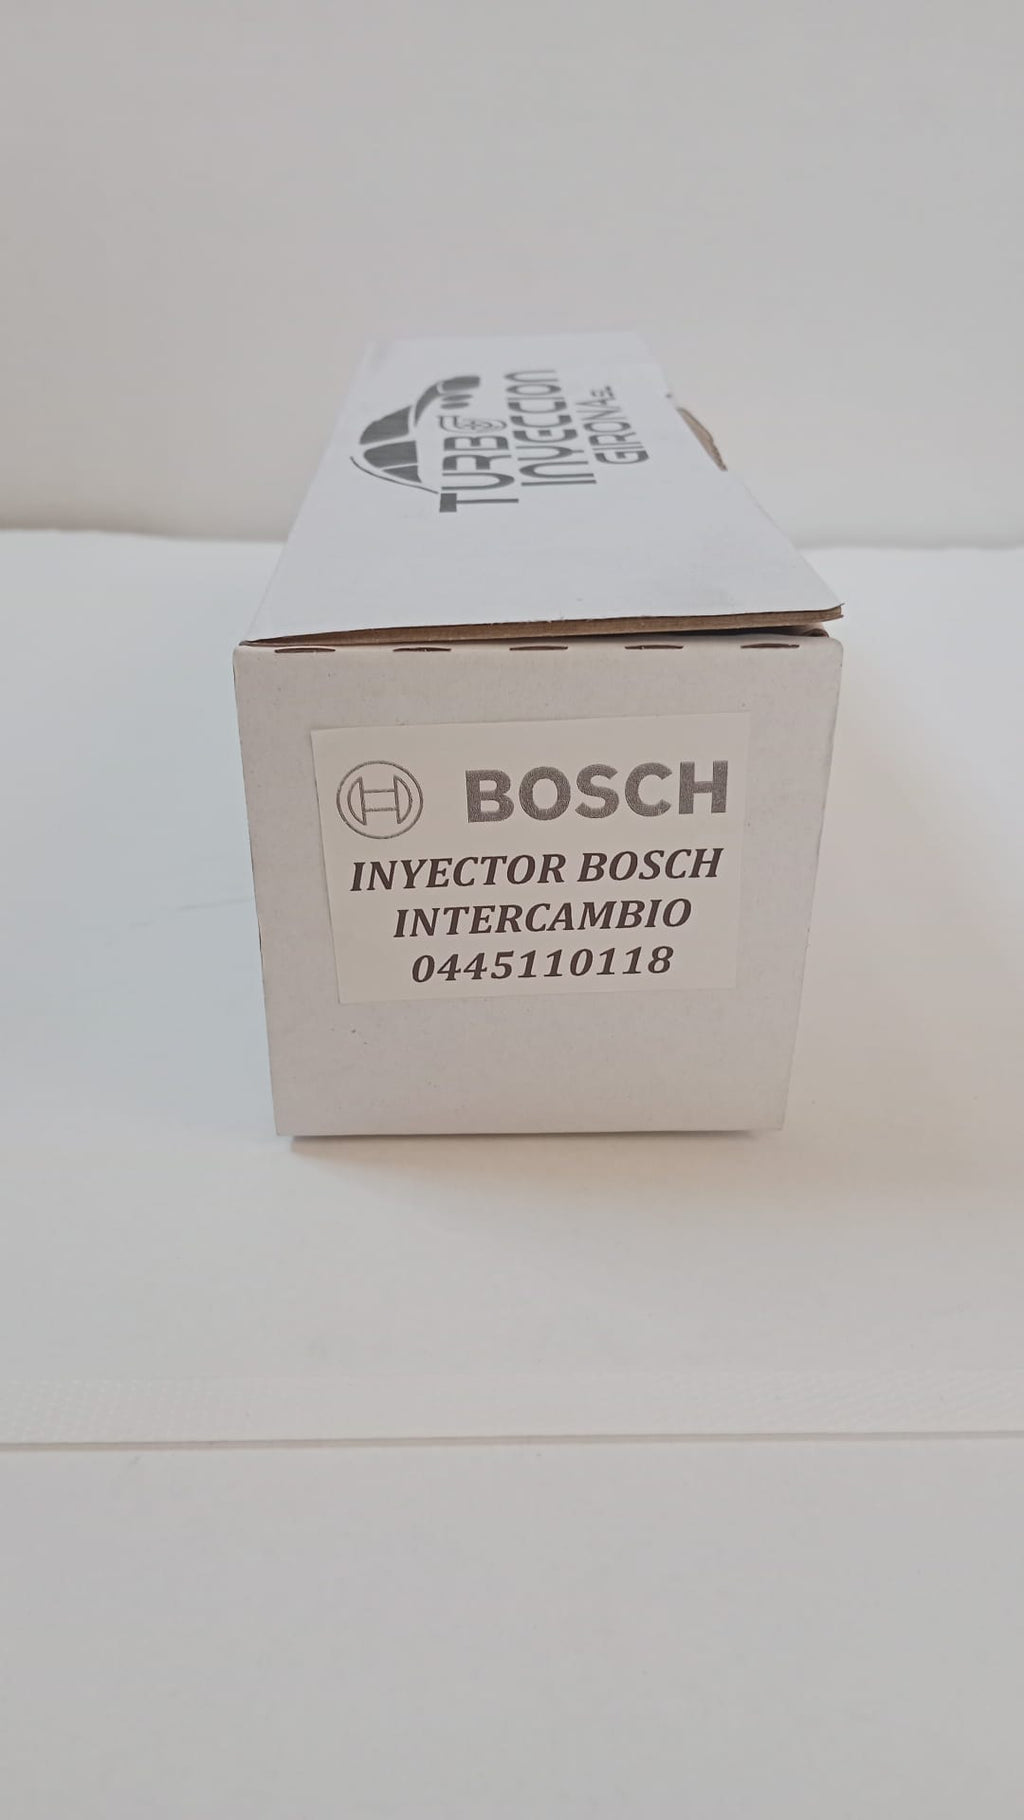 TURBO
INYECCION
GIRONA S.L.
BOSCH
INYECTOR BOSCH
INTERCAMBIO
0445110118